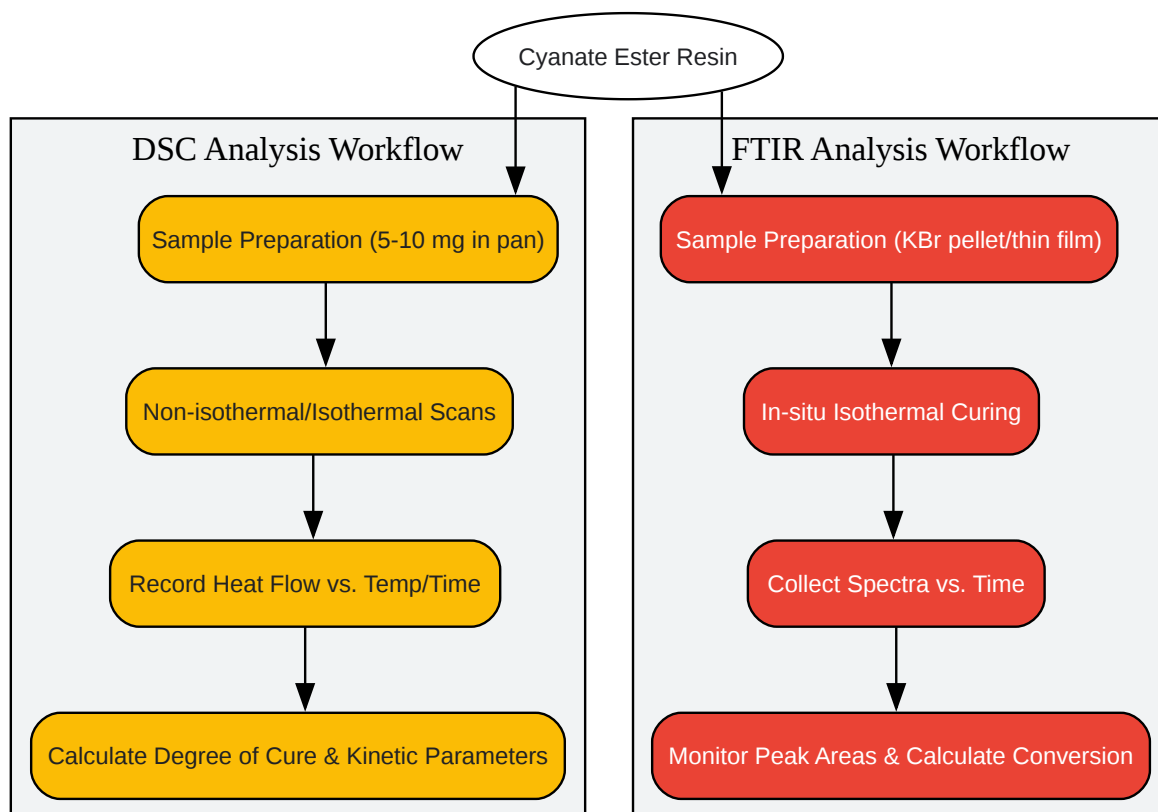 Cyanate Ester Resin
DSC Analysis Workflow
Sample Preparation (5-10 mg in pan)
Non-isothermal/Isothermal Scans
Record Heat Flow vs. Temp/Time
Calculate Degree of Cure & Kinetic Parameters
FTIR Analysis Workflow
Sample Preparation (KBr pellet/thin film)
In-situ Isothermal Curing
Collect Spectra vs. Time
Monitor Peak Areas & Calculate Conversion